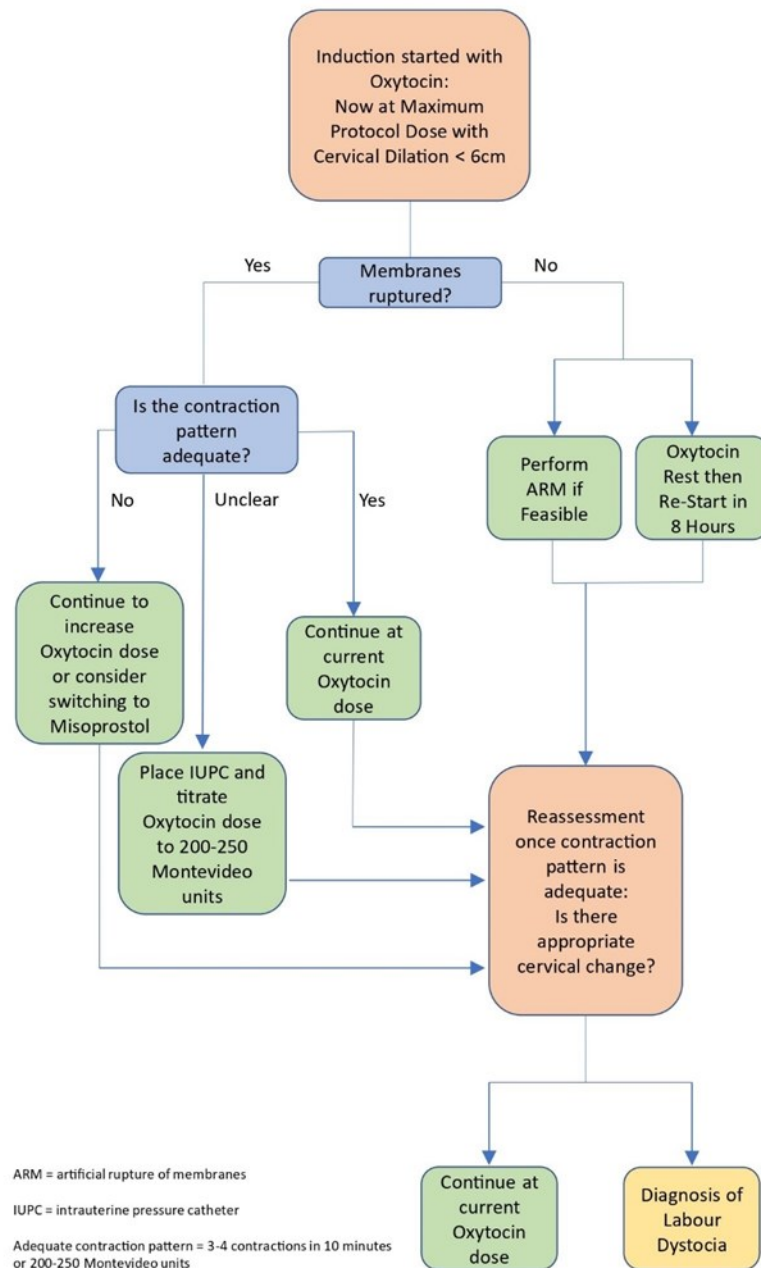 Induction started with
Oxytocin:
Now at Maximum
Protocol Dose with
Cervical Dilation < 6cm
Yes
Membranes
ruptured?
No
Is the contraction
pattern
adequate?
No
Unclear
Yes
Perform
ARM if
Feasible
Oxytocin
Rest then
Re-Start in
8 Hours
Continue to
increase
Oxytocin dose
or consider
switching to
Misoprostol
Continue at
current
Oxytocin
dose
Place IUPC and
titrate
Oxytocin dose
to 200-250
Montevideo
units
Reassessment
once contraction
pattern is
adequate:
Is there
appropriate
cervical change?
Continue at
current
Oxytocin
dose
Diagnosis of
Labour
Dystocia
ARM = artificial rupture of membranes
IUPC = intrauterine pressure catheter
Adequate contraction pattern = 3-4 contractions in 10 minutes
or 200-250 Montevideo units